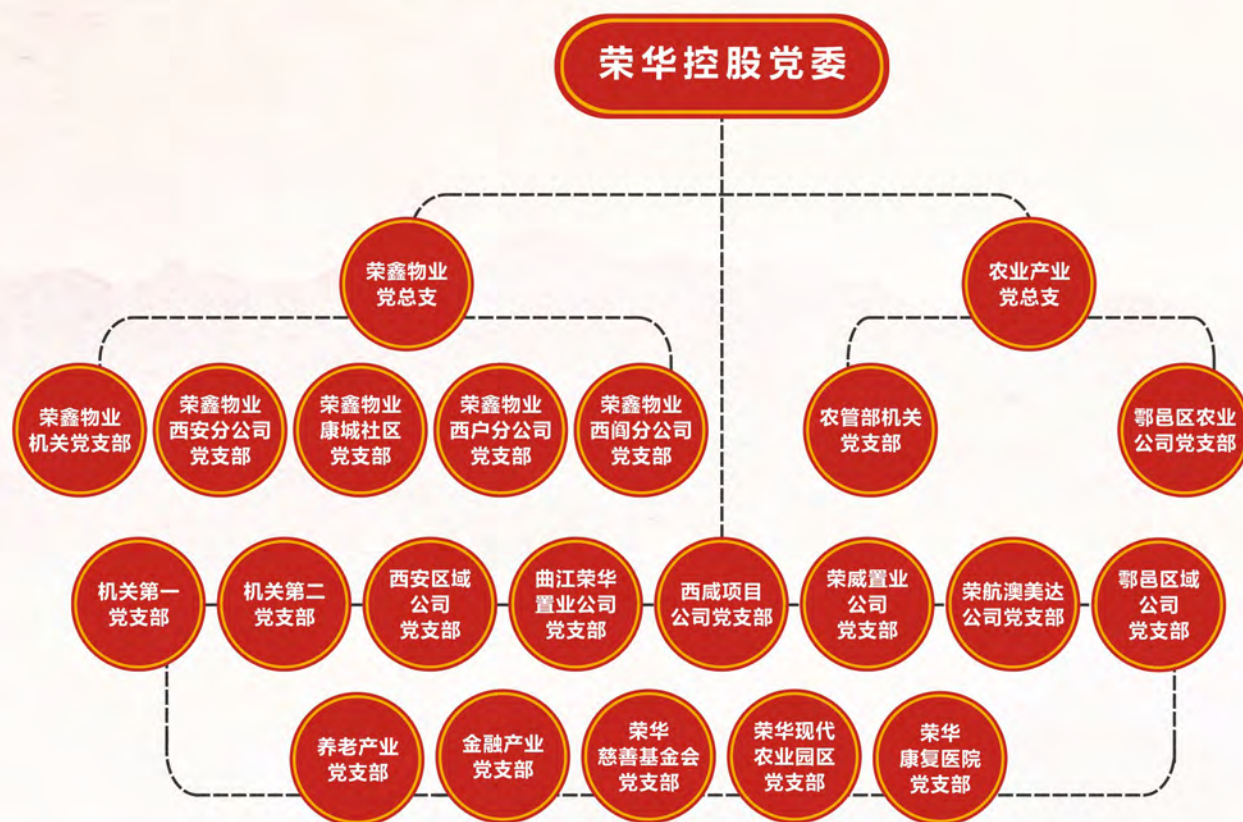 荣华控股党委
荣鑫物业
党总支
农业产业
党总支
荣鑫物业
机关党支部
荣鑫物业
西安分公司
党支部
荣鑫物业
康城社区
党支部
荣鑫物业
西户分公司
党支部
荣鑫物业
西阎分公司
党支部
农管部机关
党支部
鄠邑区农业
公司党支部
机关第一
党支部
机关第二
党支部
西安区域
公司
党支部
曲江荣华
置业公司
党支部
西咸项目
公司党支部
荣威置业
公司
党支部
荣航澳美达
公司党支部
鄠邑区域
公司
党支部
养老产业
党支部
金融产业
党支部
荣华
慈善基金会
党支部
荣华现代
农业园区
党支部
荣华
康复医院
党支部